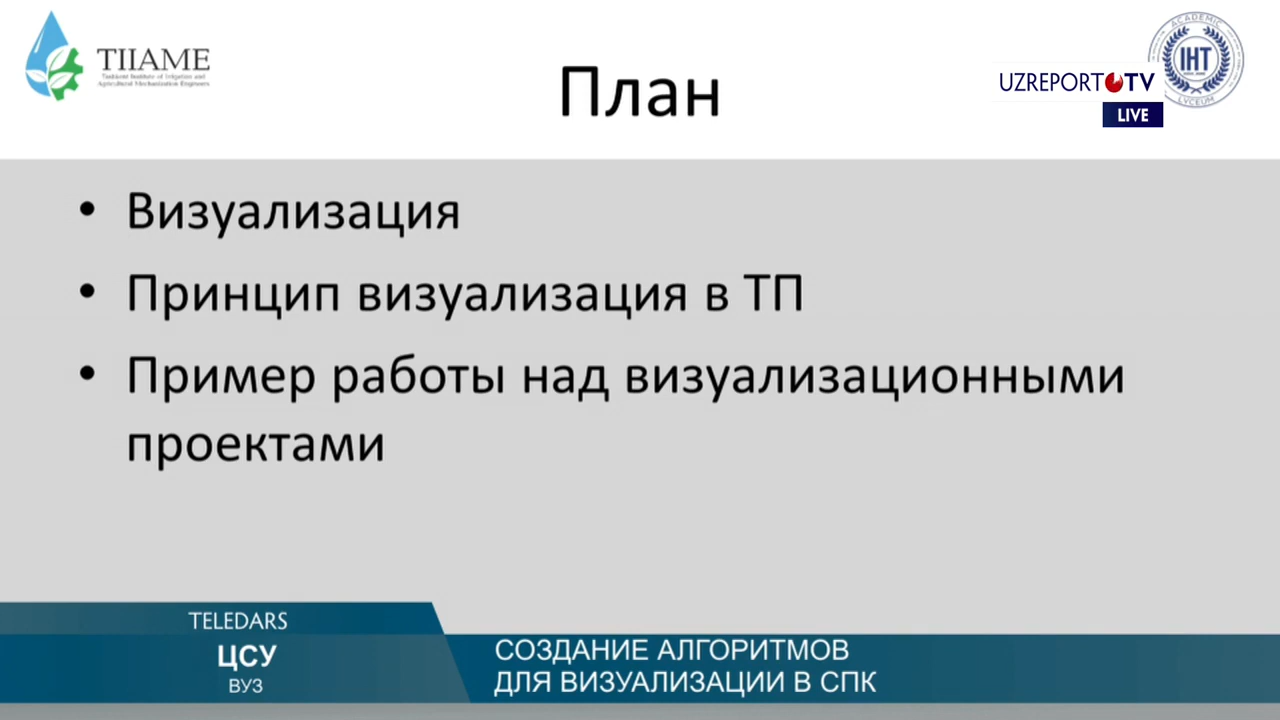 TIIAME
Tashkent Institute of Irrigation and
Agricultural Mechanization Engineers
План
UZREPORT TV
LIVE
ACADEMIC
IHT
LYCEUM
• Визуализация
• Принцип визуализация в ТП
• Пример работы над визуализационными
проектами
TELEDARS
ЦСУ
ВУЗ
СОЗДАНИЕ АЛГОРИТМОВ
ДЛЯ ВИЗУАЛИЗАЦИИ В СПК